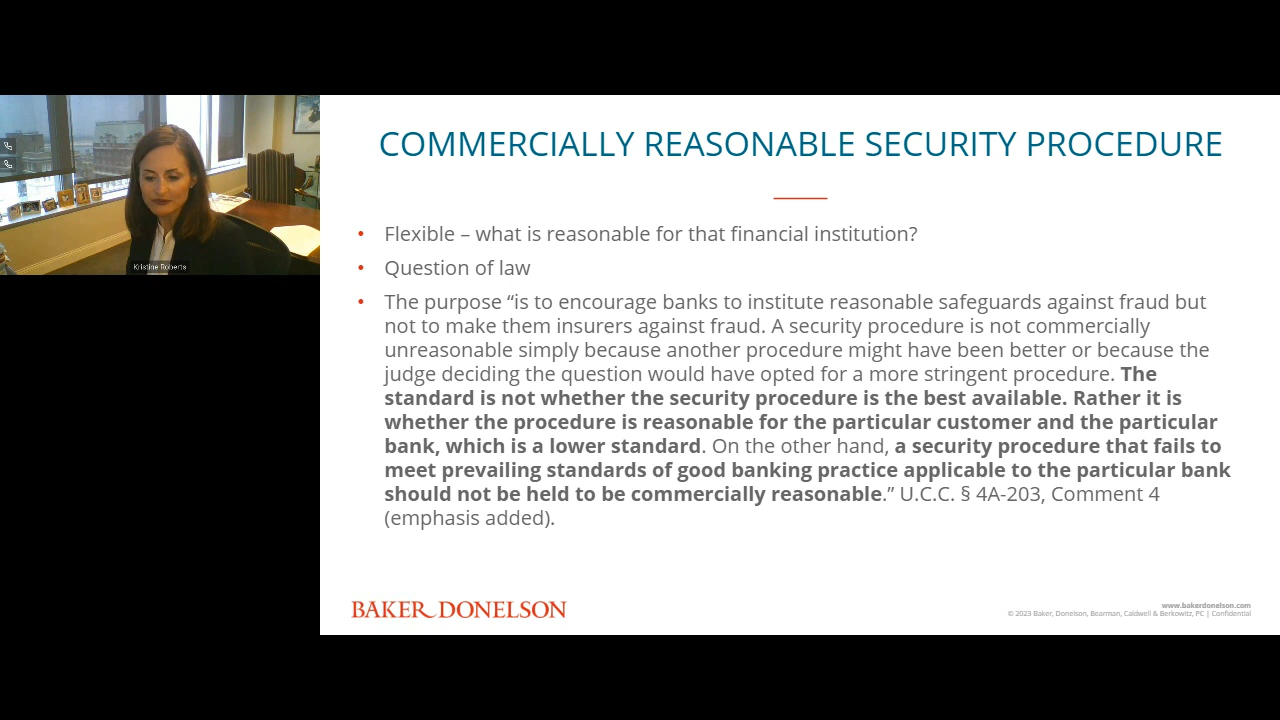 COMMERCIALLY REASONABLE SECURITY PROCEDURE
• Flexible – what is reasonable for that financial institution?
• Question of law
• The purpose “is to encourage banks to institute reasonable safeguards against fraud but
not to make them insurers against fraud. A security procedure is not commercially
unreasonable simply because another procedure might have been better or because the
judge deciding the question would have opted for a more stringent procedure. The
standard is not whether the security procedure is the best available. Rather it is
whether the procedure is reasonable for the particular customer and the particular
bank, which is a lower standard. On the other hand, a security procedure that fails to
meet prevailing standards of good banking practice applicable to the particular bank
should not be held to be commercially reasonable.” U.C.C. § 4A-203, Comment 4
(emphasis added).
Kristine Roberts
BAKER DONELSON
www.bakerdonelson.com
© 2023 Baker, Donelson, Bearman, Caldwell & Berkowitz, PC | Confidential